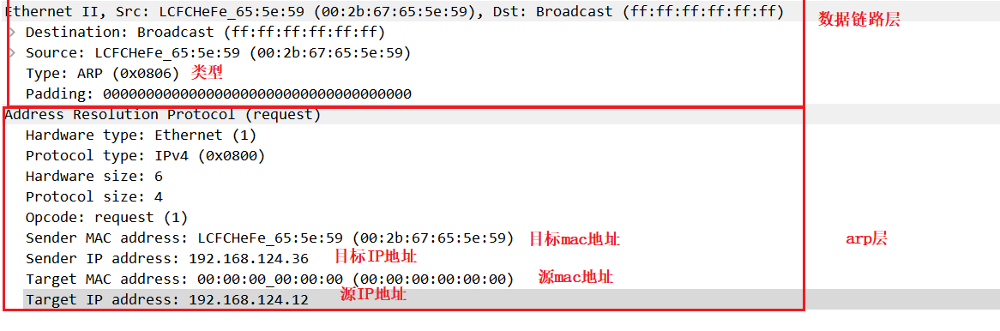 Ethernet II, Src: LCFCHeFe_65:5e:59 (00:2b:67:65:5e:59), Dst: Broadcast (ff:ff:ff:ff:ff:ff)
数据链路层
Destination: Broadcast (ff:ff:ff:ff:ff:ff)
Source: LCFCHeFe_65:5e:59 (00:2b:67:65:5e:59)
Type: ARP (0x0806) 类型
Padding: 000000000000000000000000000000000000
Address Resolution Protocol (request)
Hardware type: Ethernet (1)
Protocol type: IPv4 (0x0800)
Hardware size: 6
Protocol size: 4
Opcode: request (1)
Sender MAC address: LCFCHeFe_65:5e:59 (00:2b:67:65:5e:59) 目标mac地址
arp层
Sender IP address: 192.168.124.36 目标IP地址
Target MAC address: 00:00:00_00:00:00 (00:00:00:00:00:00) 源mac地址
Target IP address: 192.168.124.12 源IP地址